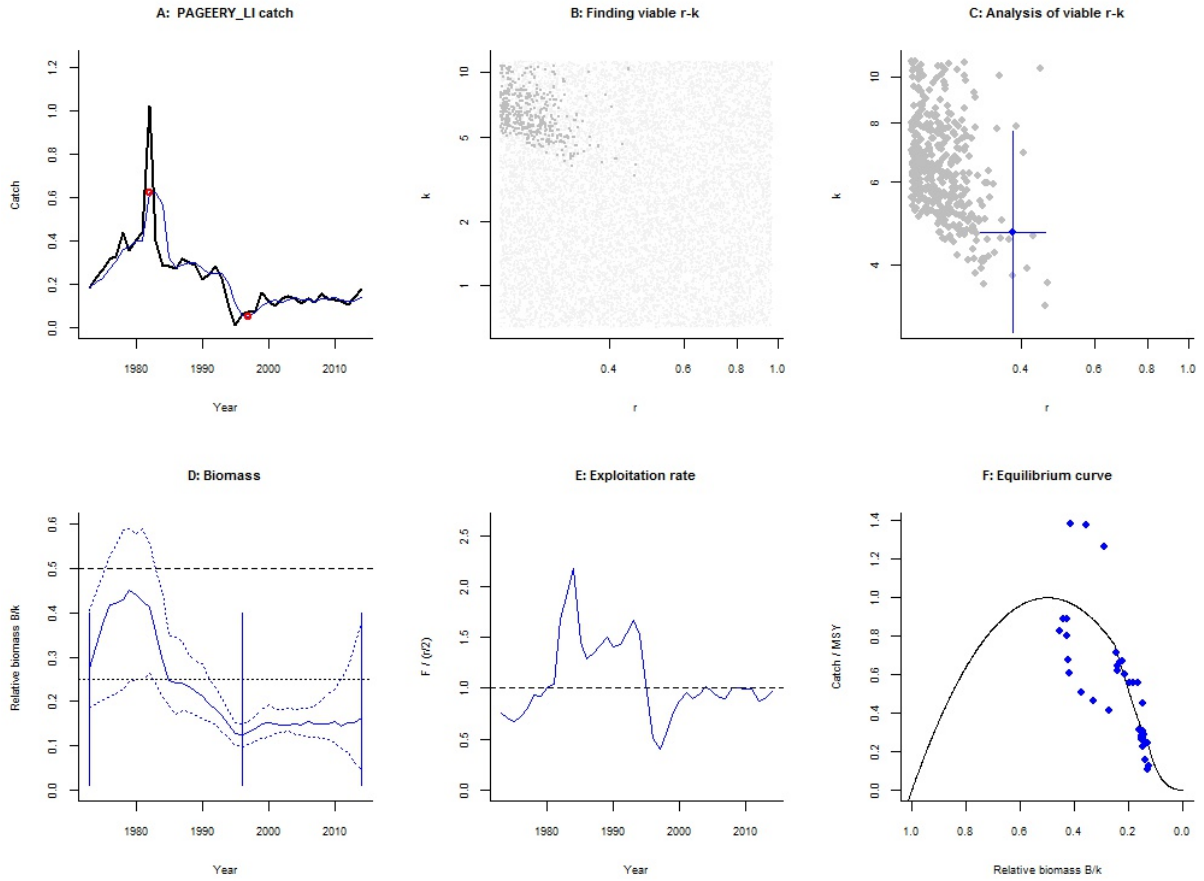 A: PAGEERY_LI catch
Catch
0.0 0.2 0.4 0.6 0.8 1.0 1.2
1980 1990 2000 2010
Year
B: Finding viable r-k
k
1 2 5 10
0.4 0.6 0.8 1.0
r
C: Analysis of viable r-k
k
4 6 8 10
0.4 0.6 0.8 1.0
r
D: Biomass
Relative biomass B/k
0.0 0.1 0.2 0.3 0.4 0.5 0.6
1980 1990 2000 2010
Year
E: Exploitation rate
F / (r/2)
0.0 0.5 1.0 1.5 2.0 2.5
1980 1990 2000 2010
Year
F: Equilibrium curve
Catch / MSY
0.0 0.2 0.4 0.6 0.8 1.0 1.2 1.4
1.0 0.8 0.6 0.4 0.2 0.0
Relative biomass B/k